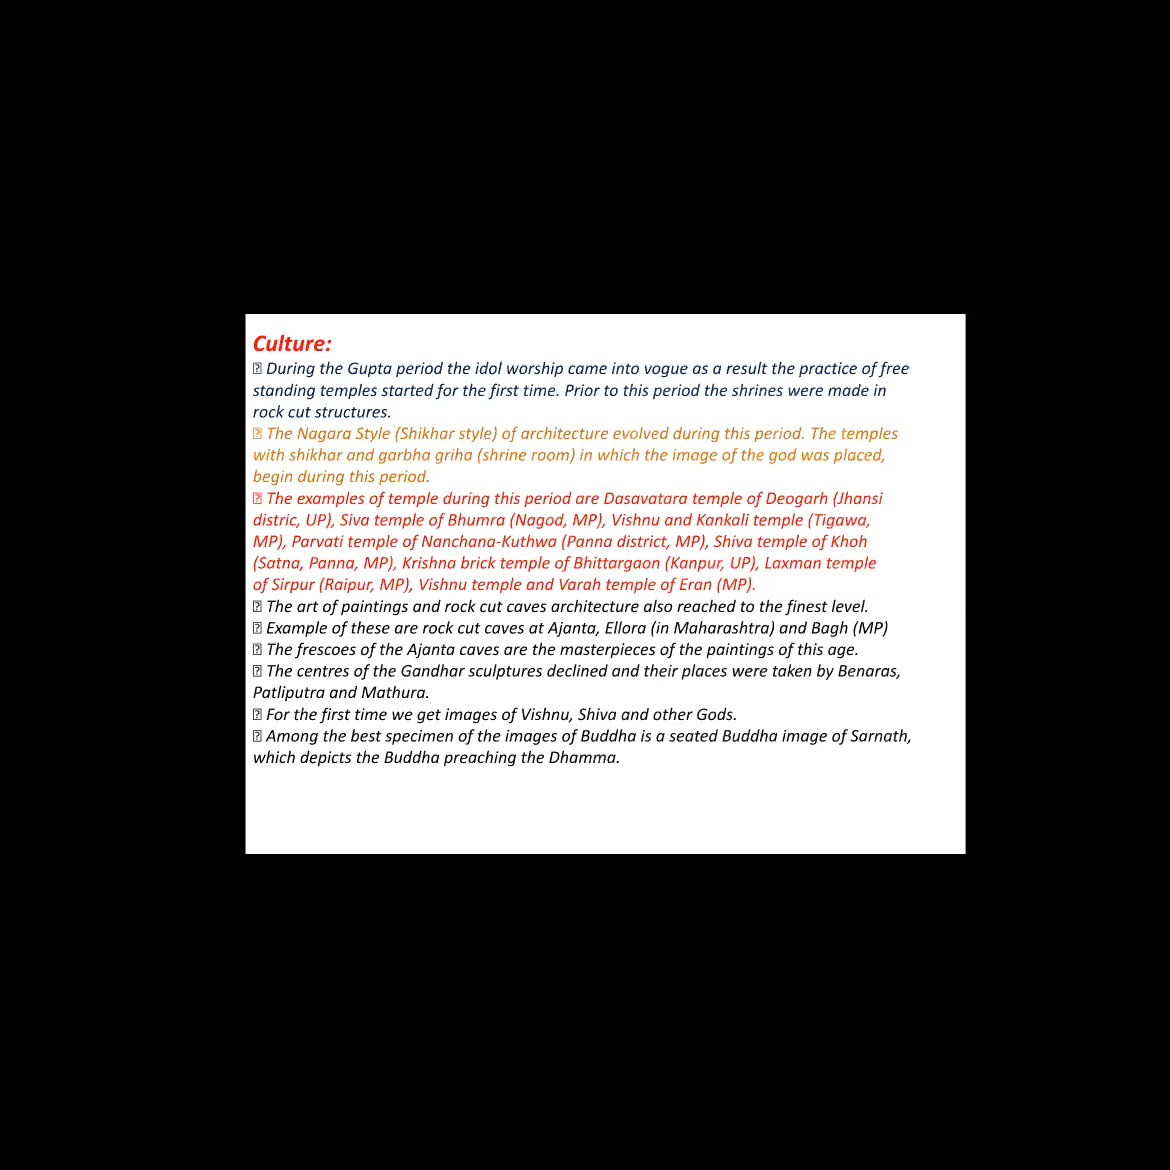 Culture:
⍰ During the Gupta period the idol worship came into vogue as a result the practice of free
standing temples started for the first time. Prior to this period the shrines were made in
rock cut structures.
⍰ The Nagara Style (Shikhar style) of architecture evolved during this period. The temples
with shikhar and garbha griha (shrine room) in which the image of the god was placed,
begin during this period.
⍰ The examples of temple during this period are Dasavatara temple of Deogarh (Jhansi
distric, UP), Siva temple of Bhumra (Nagod, MP), Vishnu and Kankali temple (Tigawa,
MP), Parvati temple of Nanchana-Kuthwa (Panna district, MP), Shiva temple of Khoh
(Satna, Panna, MP), Krishna brick temple of Bhittargaon (Kanpur, UP), Laxman temple
of Sirpur (Raipur, MP), Vishnu temple and Varah temple of Eran (MP).
⍰ The art of paintings and rock cut caves architecture also reached to the finest level.
⍰ Example of these are rock cut caves at Ajanta, Ellora (in Maharashtra) and Bagh (MP)
⍰ The frescoes of the Ajanta caves are the masterpieces of the paintings of this age.
⍰ The centres of the Gandhar sculptures declined and their places were taken by Benaras,
Patliputra and Mathura.
⍰ For the first time we get images of Vishnu, Shiva and other Gods.
⍰ Among the best specimen of the images of Buddha is a seated Buddha image of Sarnath,
which depicts the Buddha preaching the Dhamma.